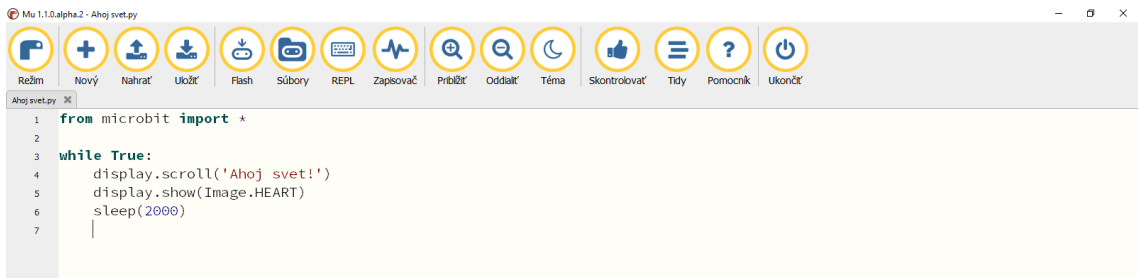 Mu 1.1.0.alpha.2 - Ahoj svet.py
Režim Nový Nahrať Uložiť Flash Súbory REPL Zapisovač Priblížiť Oddialiť Téma Skontrolovať Tidy Pomocník Ukončiť
Ahoj svet.py
1 from microbit import *
2
3 while True:
4     display.scroll('Ahoj svet!')
5     display.show(Image.HEART)
6     sleep(2000)
7